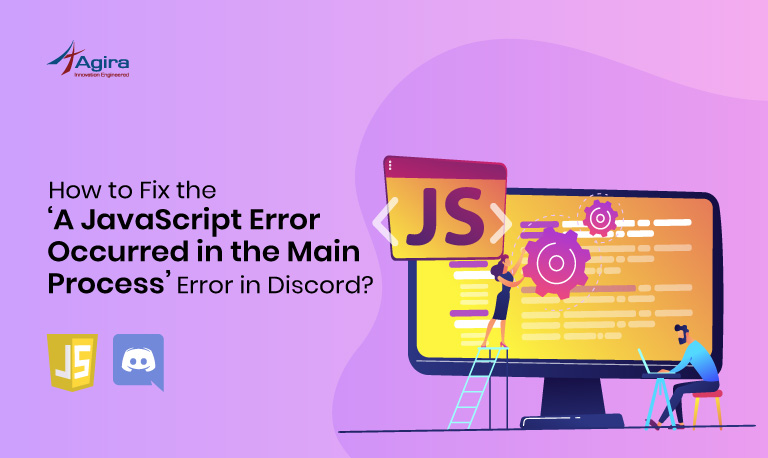 Agira
Innovation Engineered
How to Fix the
‘A JavaScript Error
Occurred in the Main
Process’ Error in Discord?
JS
JS